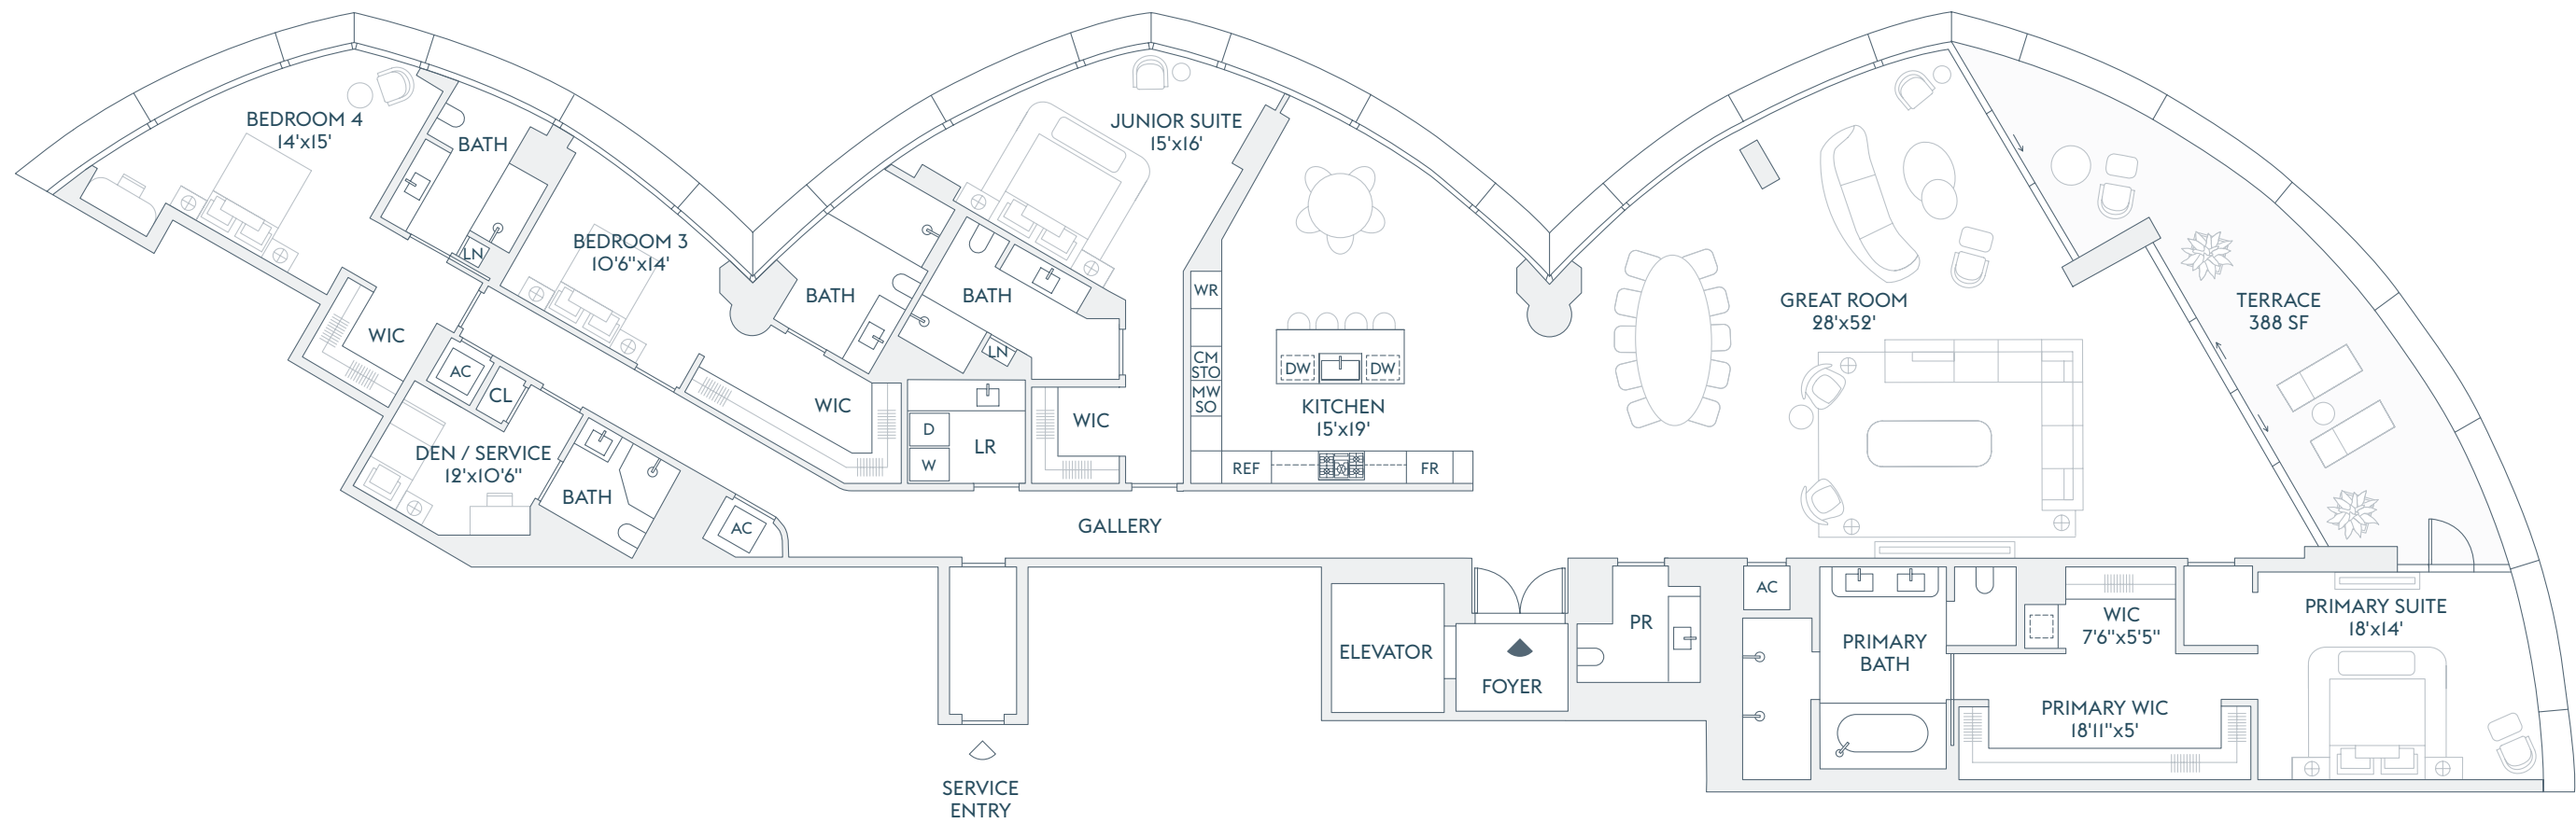 BEDROOM 4
14'x15'
BATH
LN
WIC
BEDROOM 3
10'6"x14'
AC
CL
DEN / SERVICE
12'x10'6"
BATH
AC
BATH
WIC
JUNIOR SUITE
15'x16'
BATH
LN
D
W
LR
WIC
WR
CM
STO
MW
SO
DW
DW
KITCHEN
15'x19'
REF
FR
GALLERY
GREAT ROOM
28'x52'
TERRACE
388 SF
SERVICE
ENTRY
ELEVATOR
FOYER
PR
AC
PRIMARY
BATH
WIC
7'6"x5'5"
PRIMARY WIC
18'11"x5'
PRIMARY SUITE
18'x14'